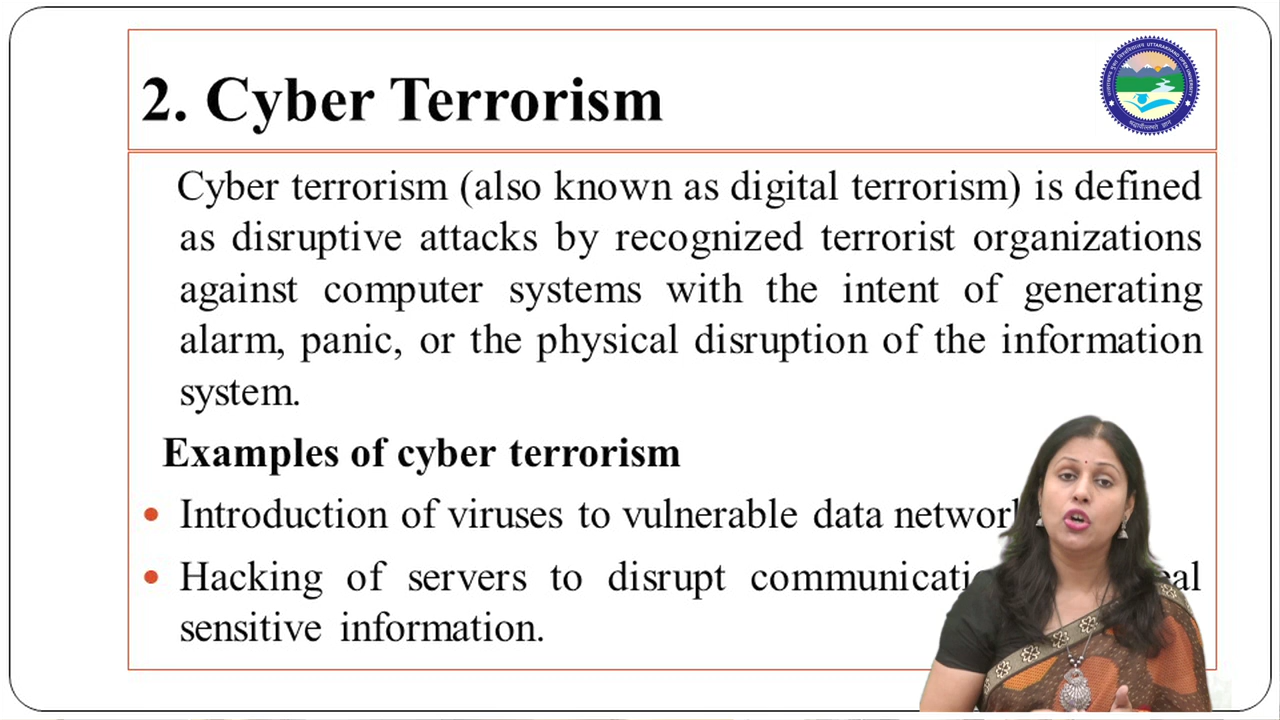 2. Cyber Terrorism
Cyber terrorism (also known as digital terrorism) is defined
as disruptive attacks by recognized terrorist organizations
against computer systems with the intent of generating
alarm, panic, or the physical disruption of the information
system.
Examples of cyber terrorism
• Introduction of viruses to vulnerable data
• Hacking of servers to disrupt
sensitive information.